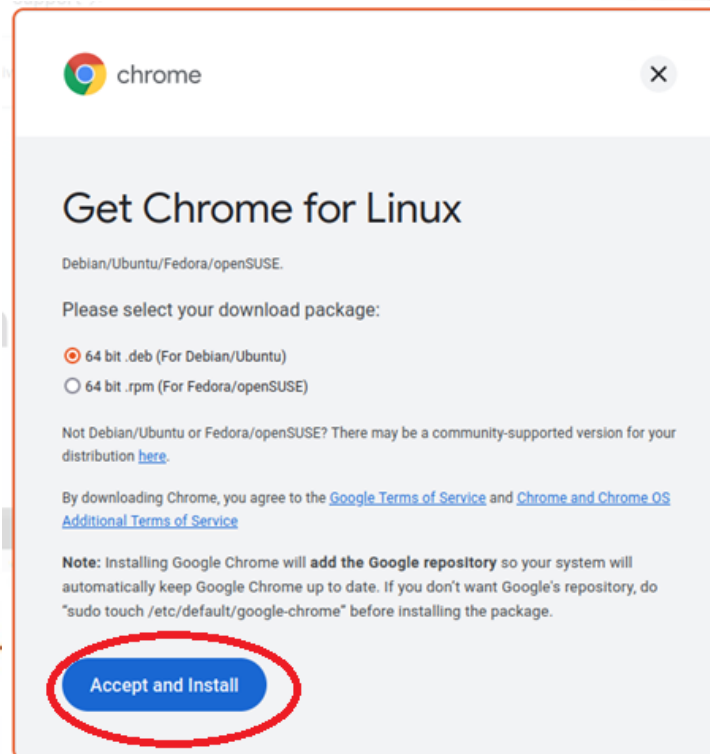 chrome
Get Chrome for Linux
Debian/Ubuntu/Fedora/openSUSE.
Please select your download package:
64 bit .deb (For Debian/Ubuntu)
64 bit .rpm (For Fedora/openSUSE)
Not Debian/Ubuntu or Fedora/openSUSE? There may be a community-supported version for your
distribution here.
By downloading Chrome, you agree to the Google Terms of Service and Chrome and Chrome OS
Additional Terms of Service
Note: Installing Google Chrome will add the Google repository so your system will
automatically keep Google Chrome up to date. If you don't want Google's repository, do
“sudo touch /etc/default/google-chrome” before installing the package.
Accept and Install